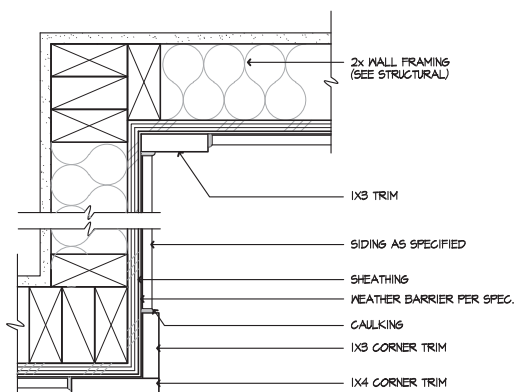 2x WALL FRAMING
(SEE STRUCTURAL)
1X3 TRIM
SIDING AS SPECIFIED
SHEATHING
WEATHER BARRIER PER SPEC.
CAULKING
1X3 CORNER TRIM
1X4 CORNER TRIM